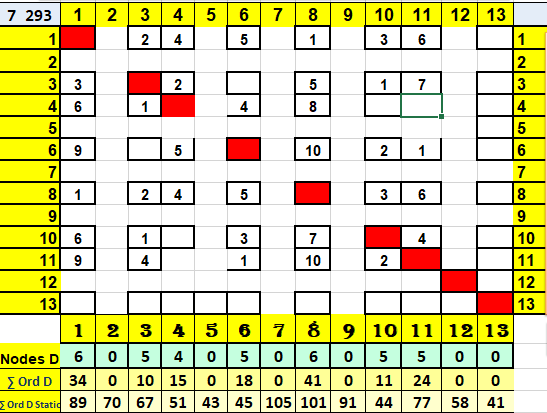 7 293 1 2 3 4 5 6 7 8 9 10 11 12 13
1 2 4 5 1 3 6 1
2 2
3 3 2 5 1 7 3
4 6 1 4 8 4
5 5
6 9 5 10 2 1 6
7 7
8 1 2 4 5 3 6 8
9 9
10 6 1 3 7 4 10
11 9 4 1 10 2 11
12 12
13 13
1 2 3 4 5 6 7 8 9 10 11 12 13
Nodes D 6 0 5 4 0 5 0 6 0 5 5 0 0
∑ Ord D 34 0 10 15 0 18 0 41 0 11 24 0 0
∑ Ord D Static 89 70 67 51 43 45 105 101 91 44 77 58 41